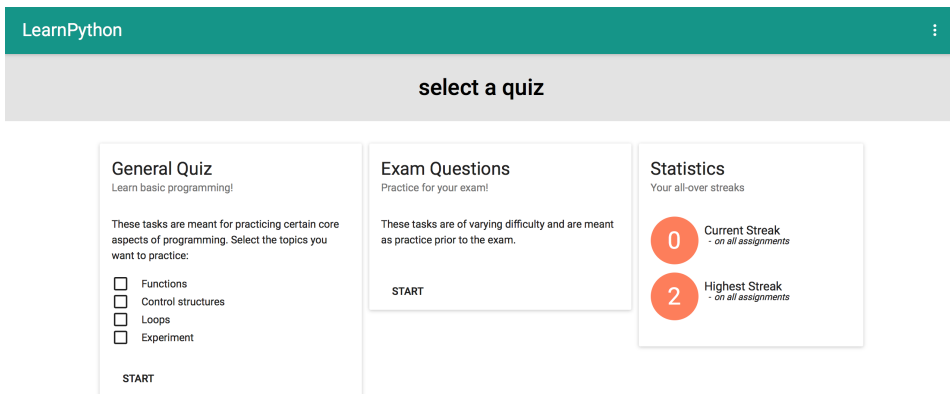 LearnPython
select a quiz
General Quiz
Learn basic programming!
These tasks are meant for practicing certain core
aspects of programming. Select the topics you
want to practice:
Functions
Control structures
Loops
Experiment
START
Exam Questions
Practice for your exam!
These tasks are of varying difficulty and are meant
as practice prior to the exam.
START
Statistics
Your all-over streaks
0
Current Streak
- on all assignments
2
Highest Streak
- on all assignments